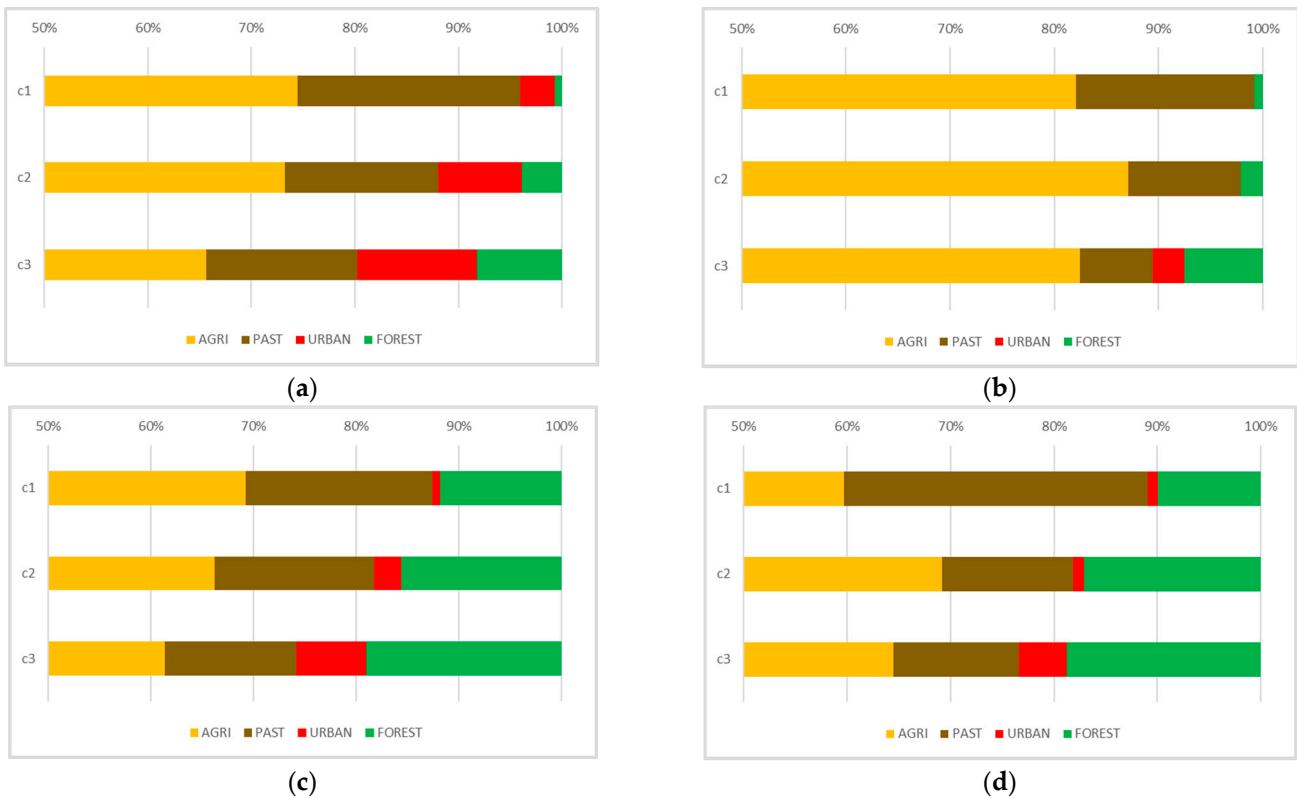 50% 60% 70% 80% 90% 100%
c1
c2
c3
AGRI PAST URBAN FOREST
(a)
50% 60% 70% 80% 90% 100%
c1
c2
c3
AGRI PAST URBAN FOREST
(b)
50% 60% 70% 80% 90% 100%
c1
c2
c3
AGRI PAST URBAN FOREST
(c)
50% 60% 70% 80% 90% 100%
c1
c2
c3
AGRI PAST URBAN FOREST
(d)